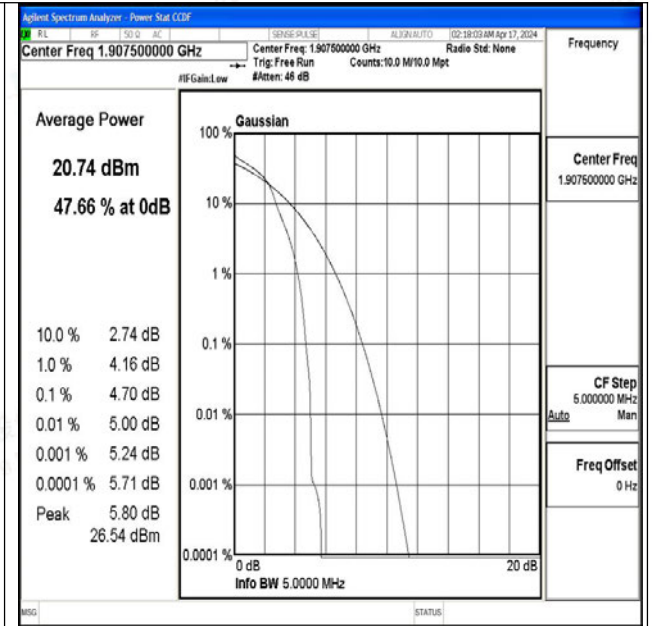 Agilent Spectrum Analyzer - Power Stat CCDF
RL RF 50 Ω AC SENSE:PULSE ALIGN AUTO 02:18:03 AM Apr 17, 2024
Center Freq 1.907500000 GHz
Center Freq: 1.907500000 GHz Radio Std: None
Trig: Free Run Counts:10.0 M/10.0 Mpt
#IFGain:Low #Atten: 46 dB
Frequency
Average Power
20.74 dBm
47.66 % at 0dB
10.0 % 2.74 dB
1.0 % 4.16 dB
0.1 % 4.70 dB
0.01 % 5.00 dB
0.001 % 5.24 dB
0.0001 % 5.71 dB
Peak 5.80 dB
26.54 dBm
Gaussian
100 %
10 %
1 %
0.1 %
0.01 %
0.001 %
0.0001 %
0 dB 20 dB
Info BW 5.0000 MHz
Center Freq
1.907500000 GHz
CF Step
5.000000 MHz
Auto Man
Freq Offset
0 Hz
MSG STATUS